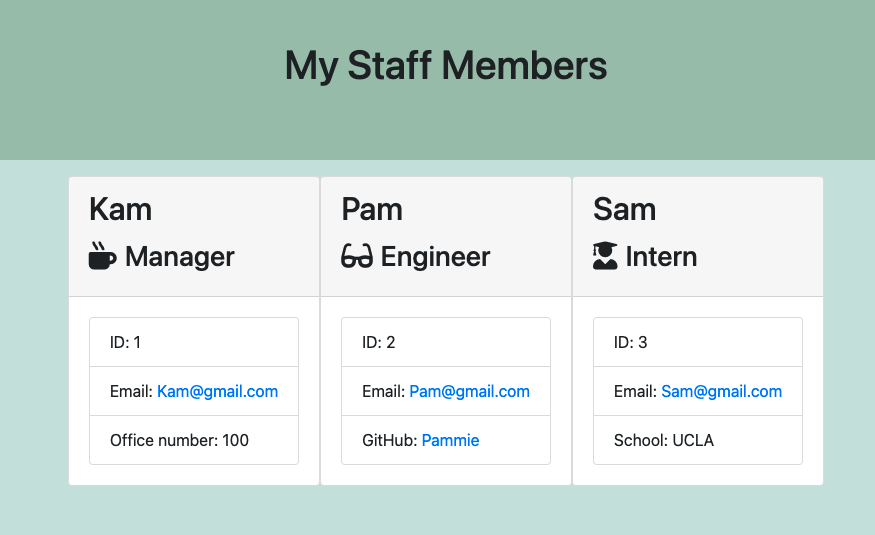 My Staff Members
Kam
Manager
ID: 1
Email: Kam@gmail.com
Office number: 100
Pam
Engineer
ID: 2
Email: Pam@gmail.com
GitHub: Pammie
Sam
Intern
ID: 3
Email: Sam@gmail.com
School: UCLA